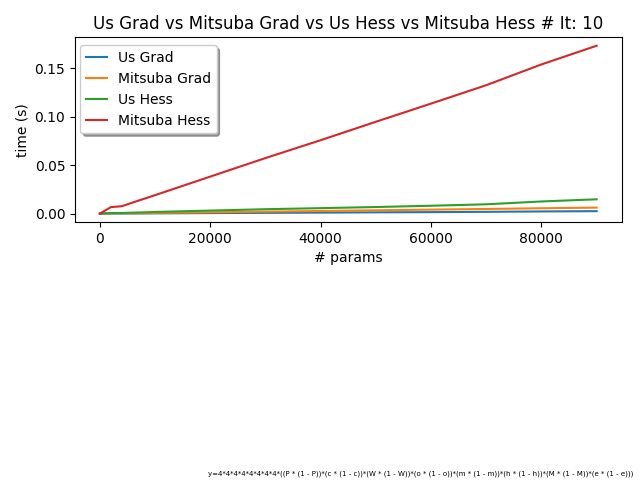 Us Grad vs Mitsuba Grad vs Us Hess vs Mitsuba Hess # It: 10
Us Grad
Mitsuba Grad
Us Hess
Mitsuba Hess
time (s)
0.15
0.10
0.05
0.00
0 20000 40000 60000 80000
# params
y=4*4*4*4*4*4*4*4*((P * (1 - P))*(c * (1 - c))*(W * (1 - W))*(o * (1 - o))*(m * (1 - m))*(h * (1 - h))*(M * (1 - M))*(e * (1 - e)))